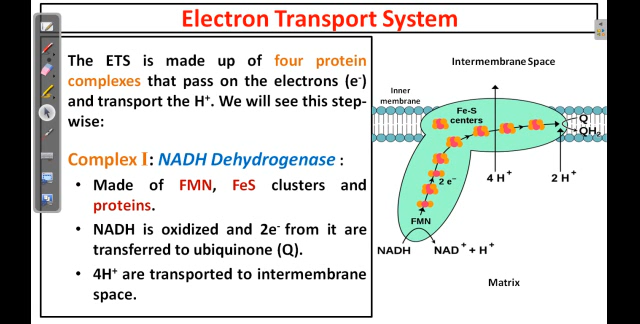 Electron Transport System
The ETS is made up of four protein
complexes that pass on the electrons (e⁻)
and transport the H⁺. We will see this step-
wise:
Complex I: NADH Dehydrogenase :
• Made of FMN, FeS clusters and
proteins.
• NADH is oxidized and 2e⁻ from it are
transferred to ubiquinone (Q).
• 4H⁺ are transported to intermembrane
space.
Intermembrane Space
Inner
membrane
Fe-S
centers
Q
QH₂
2 e⁻
4 H⁺
2 H⁺
FMN
NADH
NAD⁺ + H⁺
Matrix